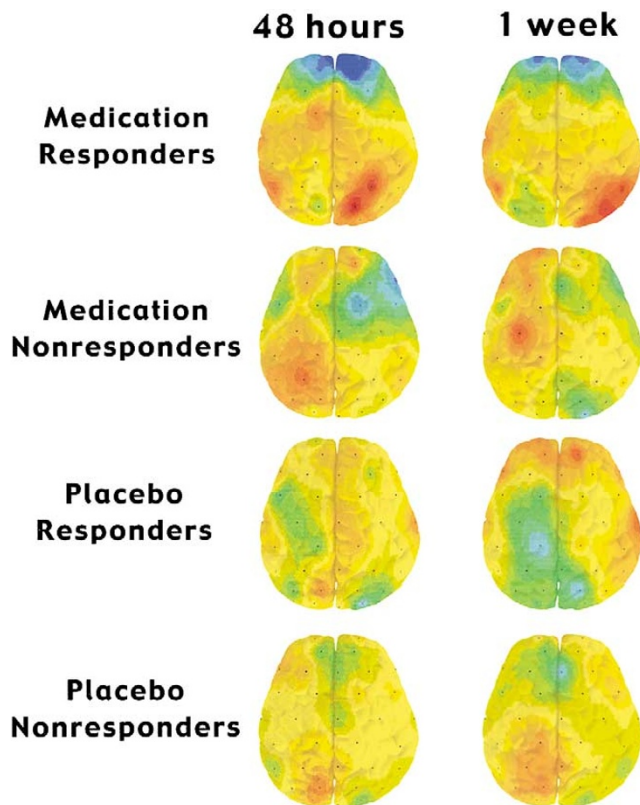 48 hours
1 week
Medication
Responders
Medication
Nonresponders
Placebo
Responders
Placebo
Nonresponders